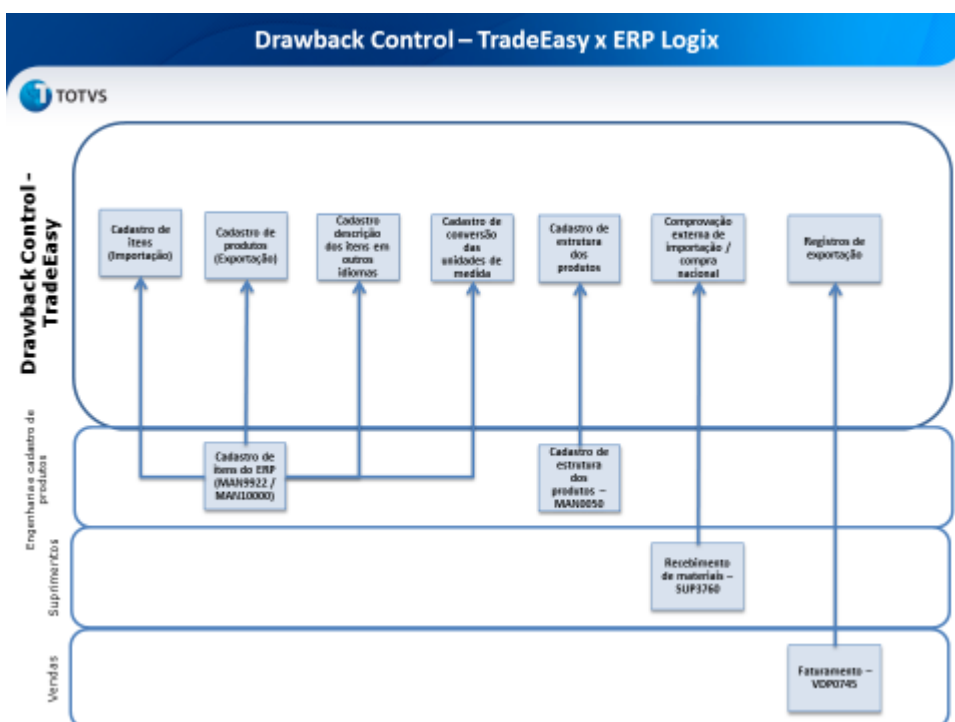 Drawback Control – TradeEasy x ERP Logix
TOTVS
DrawbackControl -
TradeEasy
Cadastro de
itens
(Importação)
Cadastro de
produtos
(Exportação)
Cadastro
descrição
dos itens em
outros
idiomas
Cadastro de
conversão
das
unidades de
medida
Cadastro de
estrutura
dos
produtos
Comprovação
externa de
importação /
compra
nacional
Registros de
exportação
Engenharias cadastro de
produtos
Cadastro de
itens do ERP
(MAN9922 /
MAN10000)
Cadastro de
estrutura
dos
produtos –
MAN0050
Suprimentos
Recebimento
de materiais –
SUP3760
Vendas
Faturamento –
VDP0745